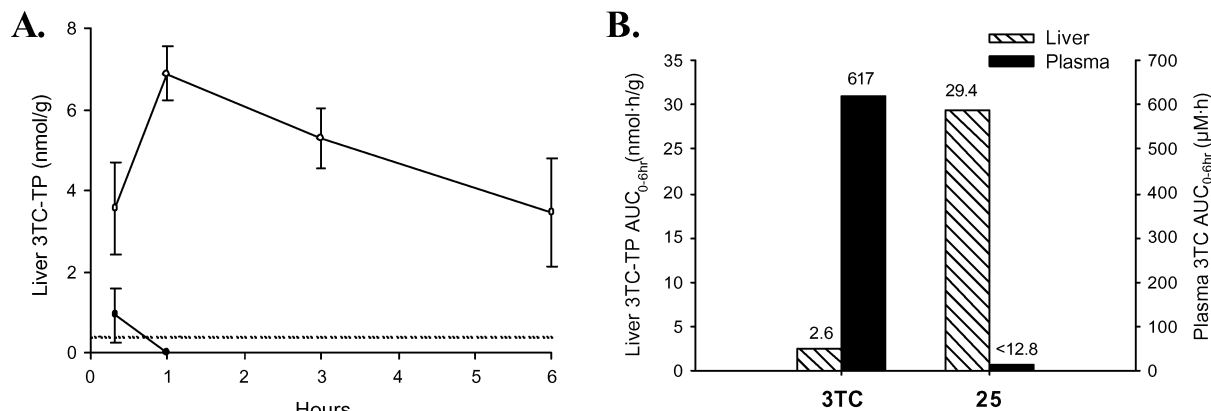 A.
Liver 3TC-TP (nmol/g)
8
6
4
2
0
0 1 2 3 4 5 6
Hours
B.
Liver
Plasma
Liver 3TC-TP AUC0-6hr(nmol·h/g)
35
30
25
20
15
10
5
0
2.6
617
29.4
<12.8
3TC 25
700
600
500
400
300
200
100
0
Plasma 3TC AUC0-6hr (µM·h)